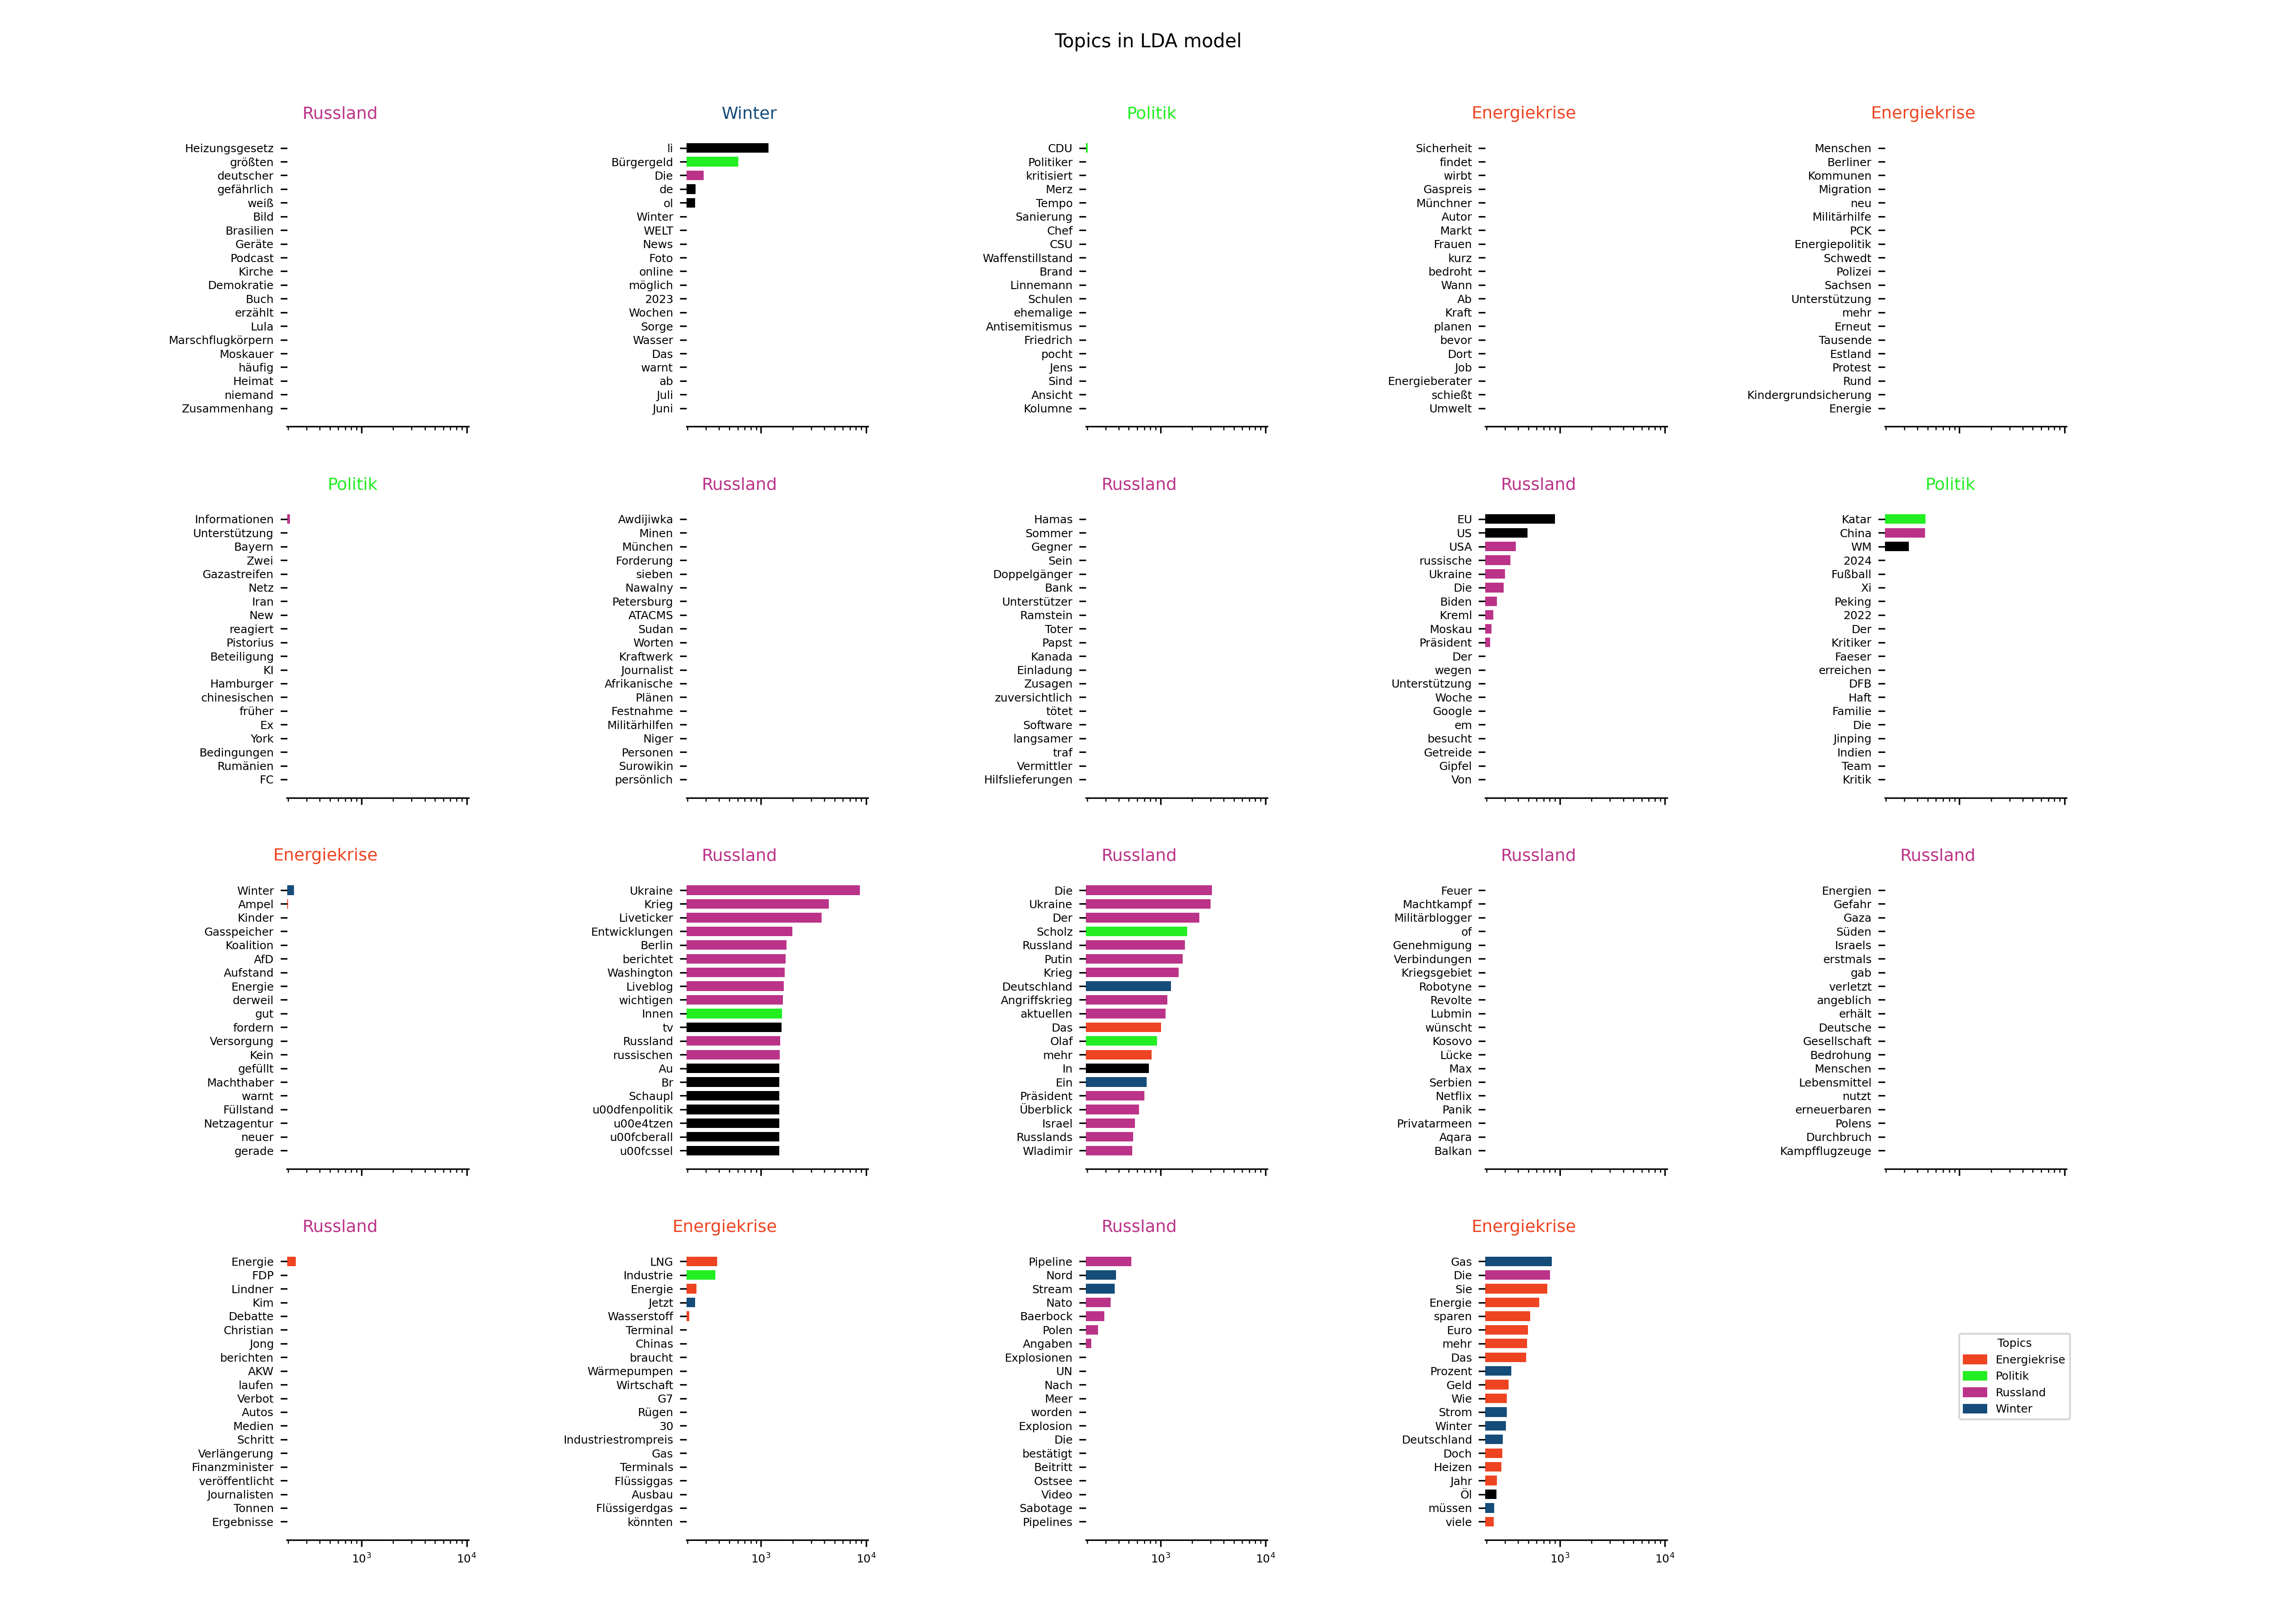 Topics in LDA model
Russland
Heizungsgesetz
größten
deutscher
gefährlich
weiß
Bild
Brasilien
Geräte
Podcast
Kirche
Demokratie
Buch
erzählt
Lula
Marschflugkörpern
Moskauer
häufig
Heimat
niemand
Zusammenhang
Winter
li
Bürgergeld
Die
de
ol
Winter
WELT
News
Foto
online
möglich
2023
Wochen
Sorge
Wasser
Das
warnt
ab
Juli
Juni
Politik
CDU
Politiker
kritisiert
Merz
Tempo
Sanierung
Chef
CSU
Waffenstillstand
Brand
Linnemann
Schulen
ehemalige
Antisemitismus
Friedrich
pocht
Jens
Sind
Ansicht
Kolumne
Energiekrise
Sicherheit
findet
wirbt
Gaspreis
Münchner
Autor
Markt
Frauen
kurz
bedroht
Wann
Ab
Kraft
planen
bevor
Dort
Job
Energieberater
schießt
Umwelt
Energiekrise
Menschen
Berliner
Kommunen
Migration
neu
Militärhilfe
PCK
Energiepolitik
Schwedt
Polizei
Sachsen
Unterstützung
mehr
Erneut
Tausende
Estland
Protest
Rund
Kindergrundsicherung
Energie
Politik
Informationen
Unterstützung
Bayern
Zwei
Gazastreifen
Netz
Iran
New
reagiert
Pistorius
Beteiligung
KI
Hamburger
chinesischen
früher
Ex
York
Bedingungen
Rumänien
FC
Russland
Awdijiwka
Minen
München
Forderung
sieben
Nawalny
Petersburg
ATACMS
Sudan
Worten
Kraftwerk
Journalist
Afrikanische
Plänen
Festnahme
Militärhilfen
Niger
Personen
Surowikin
persönlich
Russland
Hamas
Sommer
Gegner
Sein
Doppelgänger
Bank
Unterstützer
Ramstein
Toter
Papst
Kanada
Einladung
Zusagen
zuversichtlich
tötet
Software
langsamer
traf
Vermittler
Hilfslieferungen
Russland
EU
US
USA
russische
Ukraine
Die
Biden
Kreml
Moskau
Präsident
Der
wegen
Unterstützung
Woche
Google
em
besucht
Getreide
Gipfel
Von
Politik
Katar
China
WM
2024
Fußball
Xi
Peking
2022
Der
Kritiker
Faeser
erreichen
DFB
Haft
Familie
Die
Jinping
Indien
Team
Kritik
Energiekrise
Winter
Ampel
Kinder
Gasspeicher
Koalition
AfD
Aufstand
Energie
derweil
gut
fordern
Versorgung
Kein
gefüllt
Machthaber
warnt
Füllstand
Netzagentur
neuer
gerade
Russland
Ukraine
Krieg
Liveticker
Entwicklungen
Berlin
berichtet
Washington
Liveblog
wichtigen
Innen
tv
Russland
russischen
Au
Br
Schaupl
u00dfenpolitik
u00e4tzen
u00fcberall
u00fcssel
Russland
Die
Ukraine
Der
Scholz
Russland
Putin
Krieg
Deutschland
Angriffskrieg
aktuellen
Das
Olaf
mehr
In
Ein
Präsident
Überblick
Israel
Russlands
Wladimir
Russland
Feuer
Machtkampf
Militärblogger
of
Genehmigung
Verbindungen
Kriegsgebiet
Robotyne
Revolte
Lubmin
wünscht
Kosovo
Lücke
Max
Serbien
Netflix
Panik
Privatarmeen
Aqara
Balkan
Russland
Energien
Gefahr
Gaza
Süden
Israels
erstmals
gab
verletzt
angeblich
erhält
Deutsche
Gesellschaft
Bedrohung
Menschen
Lebensmittel
nutzt
erneuerbaren
Polens
Durchbruch
Kampfflugzeuge
Russland
Energie
FDP
Lindner
Kim
Debatte
Christian
Jong
berichten
AKW
laufen
Verbot
Autos
Medien
Schritt
Verlängerung
Finanzminister
veröffentlicht
Journalisten
Tonnen
Ergebnisse
10³ 10⁴
Energiekrise
LNG
Industrie
Energie
Jetzt
Wasserstoff
Terminal
Chinas
braucht
Wärmepumpen
Wirtschaft
G7
Rügen
30
Industriestrompreis
Gas
Terminals
Flüssiggas
Ausbau
Flüssigerdgas
könnten
10³ 10⁴
Russland
Pipeline
Nord
Stream
Nato
Baerbock
Polen
Angaben
Explosionen
UN
Nach
Meer
worden
Explosion
Die
bestätigt
Beitritt
Ostsee
Video
Sabotage
Pipelines
10³ 10⁴
Energiekrise
Gas
Die
Sie
Energie
sparen
Euro
mehr
Das
Prozent
Geld
Wie
Strom
Winter
Deutschland
Doch
Heizen
Jahr
Öl
müssen
viele
10³ 10⁴
Topics
Energiekrise
Politik
Russland
Winter